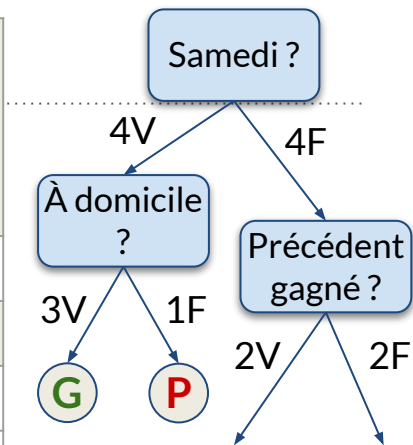 Samedi ?
4V
4F
À domicile
?
Précédent
gagné ?
3V
1F
2V
2F
G
P